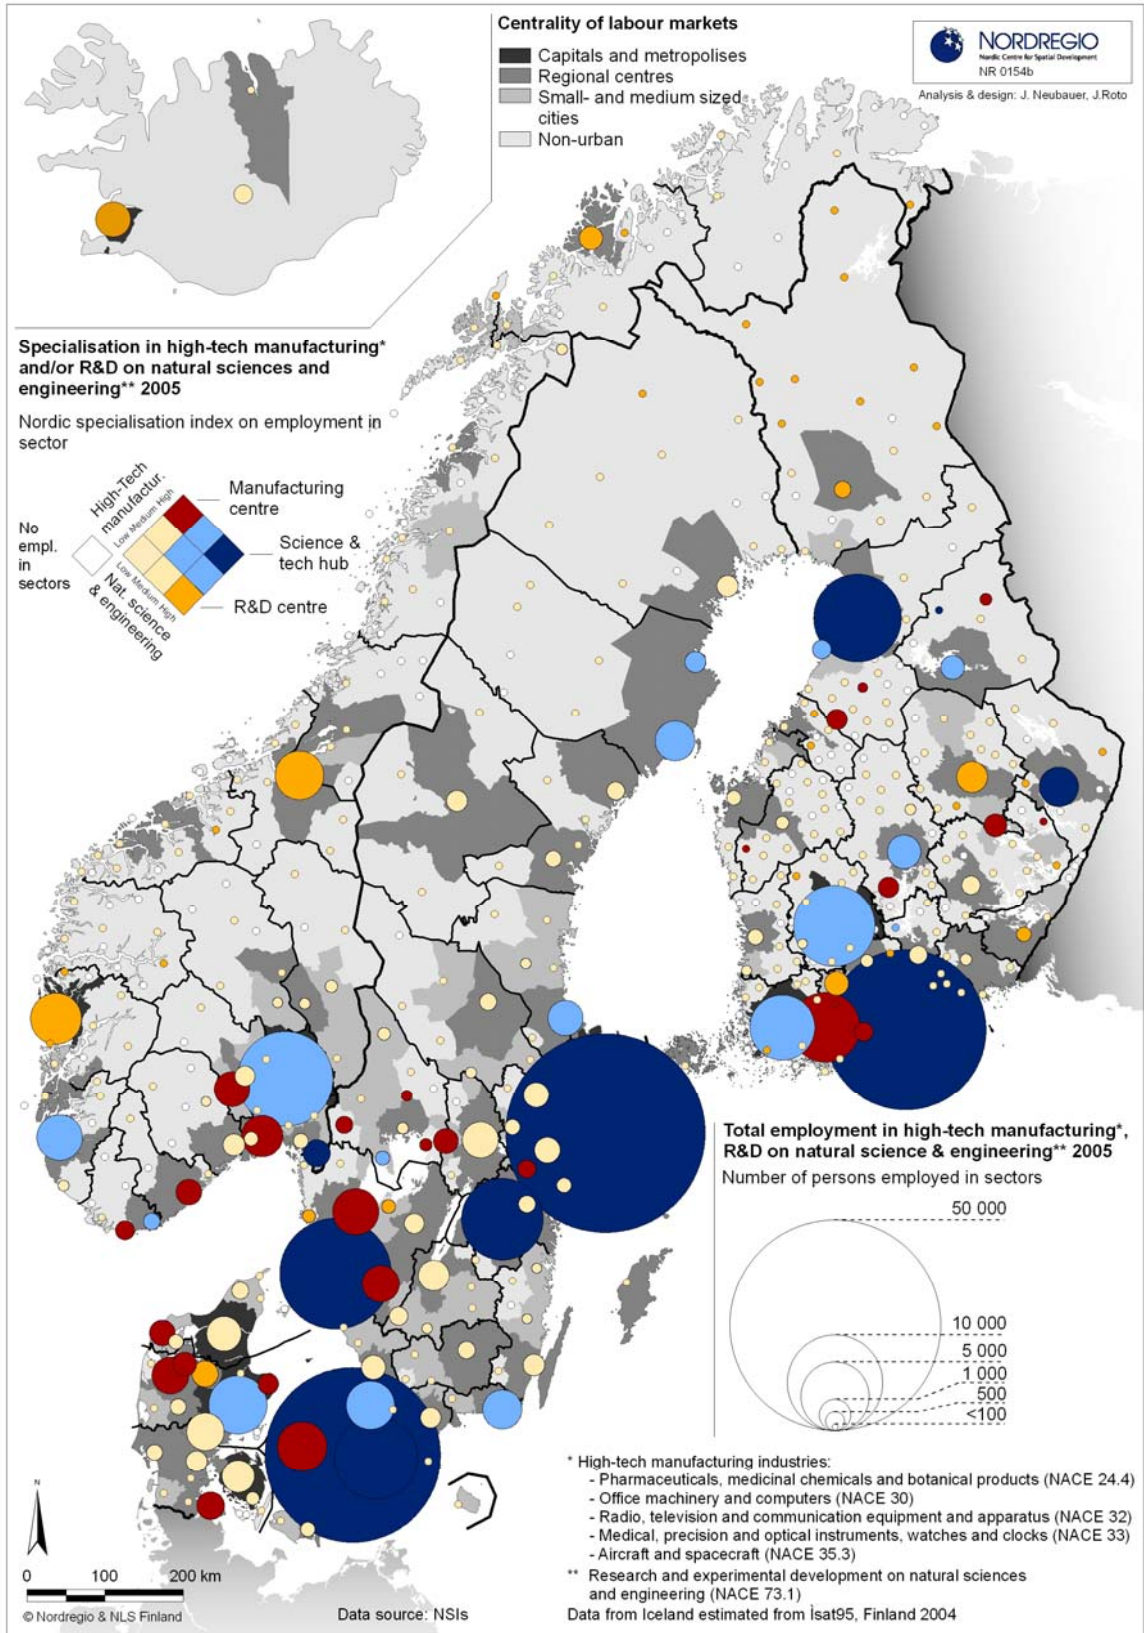 Centrality of labour markets
Capitals and metropolises
Regional centres
Small- and medium sized
cities
Non-urban
NORDREGIO
Nordic Centre for Spatial Development
NR 0154b
Analysis & design: J. Neubauer, J.Roto
Specialisation in high-tech manufacturing*
and/or R&D on natural sciences and
engineering** 2005
Nordic specialisation index on employment in
sector
High-Tech
manufactur.
Low Medium High
No
empl.
in
sectors
Low Medium High
Nat. science
& engineering
Manufacturing
centre
Science &
tech hub
R&D centre
Total employment in high-tech manufacturing*,
R&D on natural science & engineering** 2005
Number of persons employed in sectors
50 000
10 000
5 000
1 000
500
<100
* High-tech manufacturing industries:
- Pharmaceuticals, medicinal chemicals and botanical products (NACE 24.4)
- Office machinery and computers (NACE 30)
- Radio, television and communication equipment and apparatus (NACE 32)
- Medical, precision and optical instruments, watches and clocks (NACE 33)
- Aircraft and spacecraft (NACE 35.3)
** Research and experimental development on natural sciences
and engineering (NACE 73.1)
Data from Iceland estimated from Ìsat95, Finland 2004
N
0 100 200 km
© Nordregio & NLS Finland
Data source: NSIs